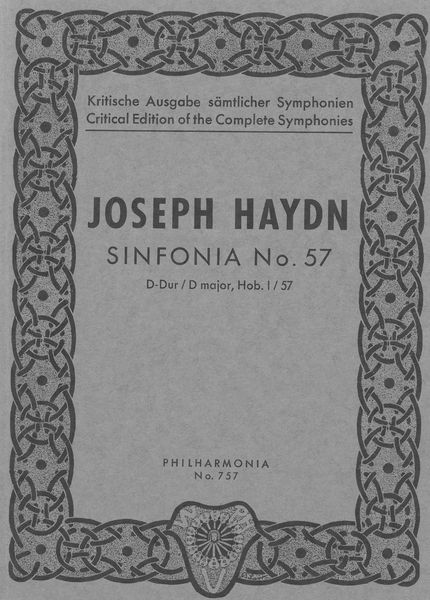 Kritische Ausgabe sämtlicher Symphonien
Critical Edition of the Complete Symphonies
JOSEPH HAYDN
SINFONIA No. 57
D-Dur / D major, Hob. I / 57
PHILHARMONIA
No. 757